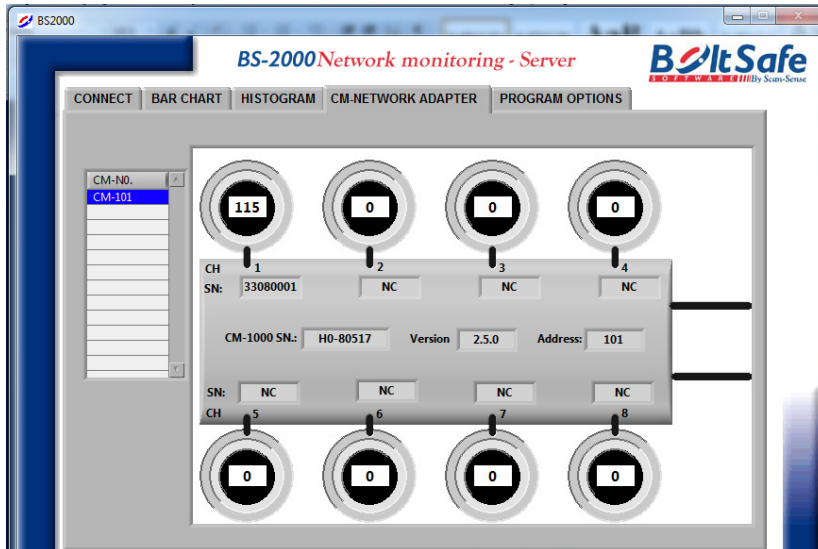 BS2000
BS-2000 Network monitoring - Server
BoltSafe
SOFTWARE By Scan-Sense
CONNECT BAR CHART HISTOGRAM CM-NETWORK ADAPTER PROGRAM OPTIONS
CM-N0.
CM-101
115 0 0 0
CH 1 2 3 4
SN: 33080001 NC NC NC
CM-1000 SN.: H0-80517 Version 2.5.0 Address: 101
SN: NC NC NC NC
CH 5 6 7 8
0 0 0 0